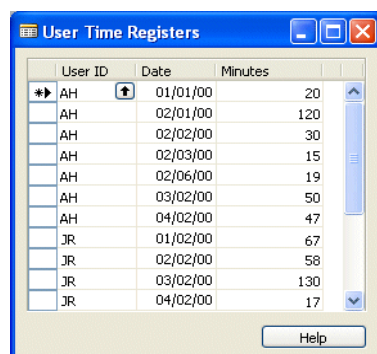 User Time Registers
User ID Date Minutes
AH 01/01/00 20
AH 02/01/00 120
AH 02/02/00 30
AH 02/03/00 15
AH 02/06/00 19
AH 03/02/00 50
AH 04/02/00 47
JR 01/02/00 67
JR 02/02/00 58
JR 03/02/00 130
JR 04/02/00 17
Help